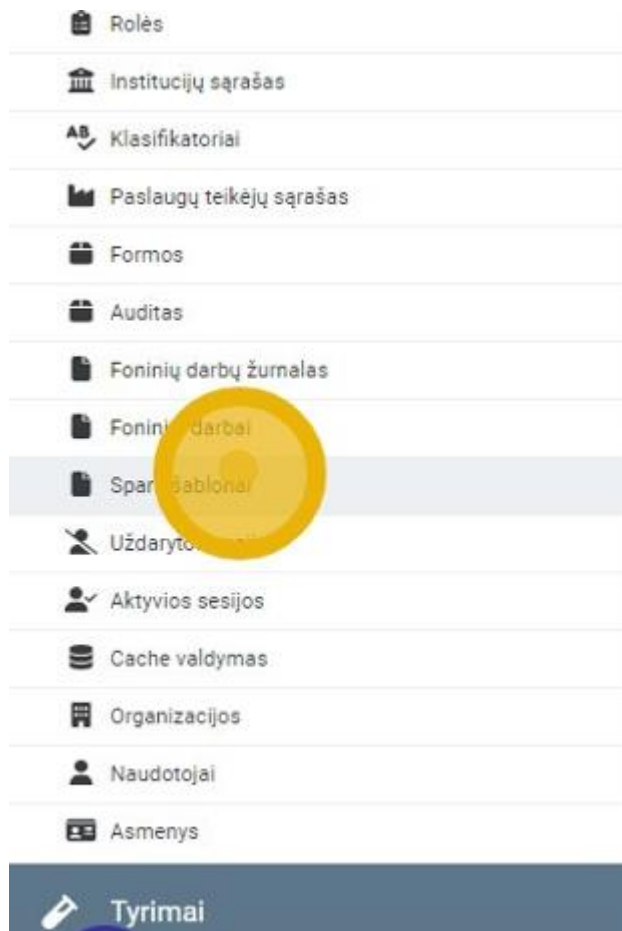 Rolės
Institucijų sąrašas
AB Klasifikatoriai
Paslaugų teikėjų sąrašas
Formos
Auditas
Foninių darbų žurnalas
darbai
šablonai
Aktyvios sesijos
Cache valdymas
Organizacijos
Naudotojai
Asmenys
Tyrimai